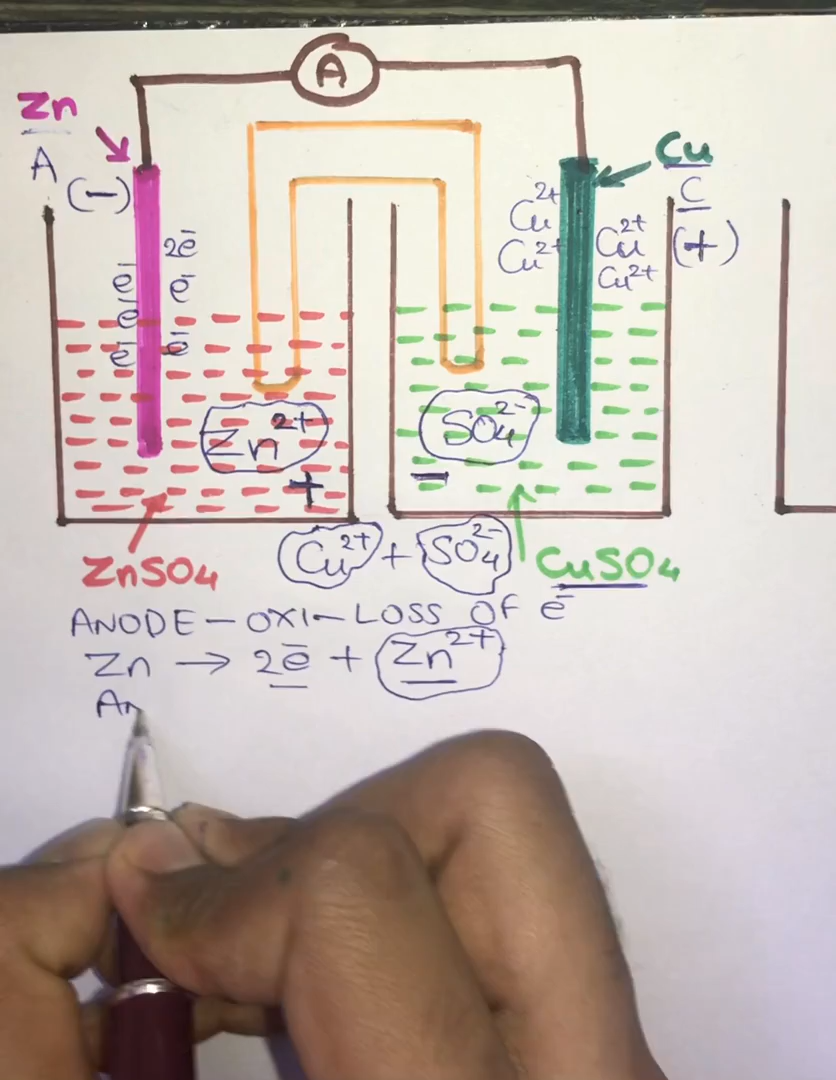 A
Zn
A
(-)
Cu
C
(+)
2e⁻
e⁻
e⁻
e⁻
e⁻
e⁻
Cu²⁺
Cu²⁺
Cu²⁺
Cu²⁺
Zn²⁺
+
SO₄²⁻
-
ZnSO₄
Cu²⁺ + SO₄²⁻
CuSO₄
ANODE - OXI - LOSS OF e⁻
Zn → 2e⁻ + Zn²⁺
An